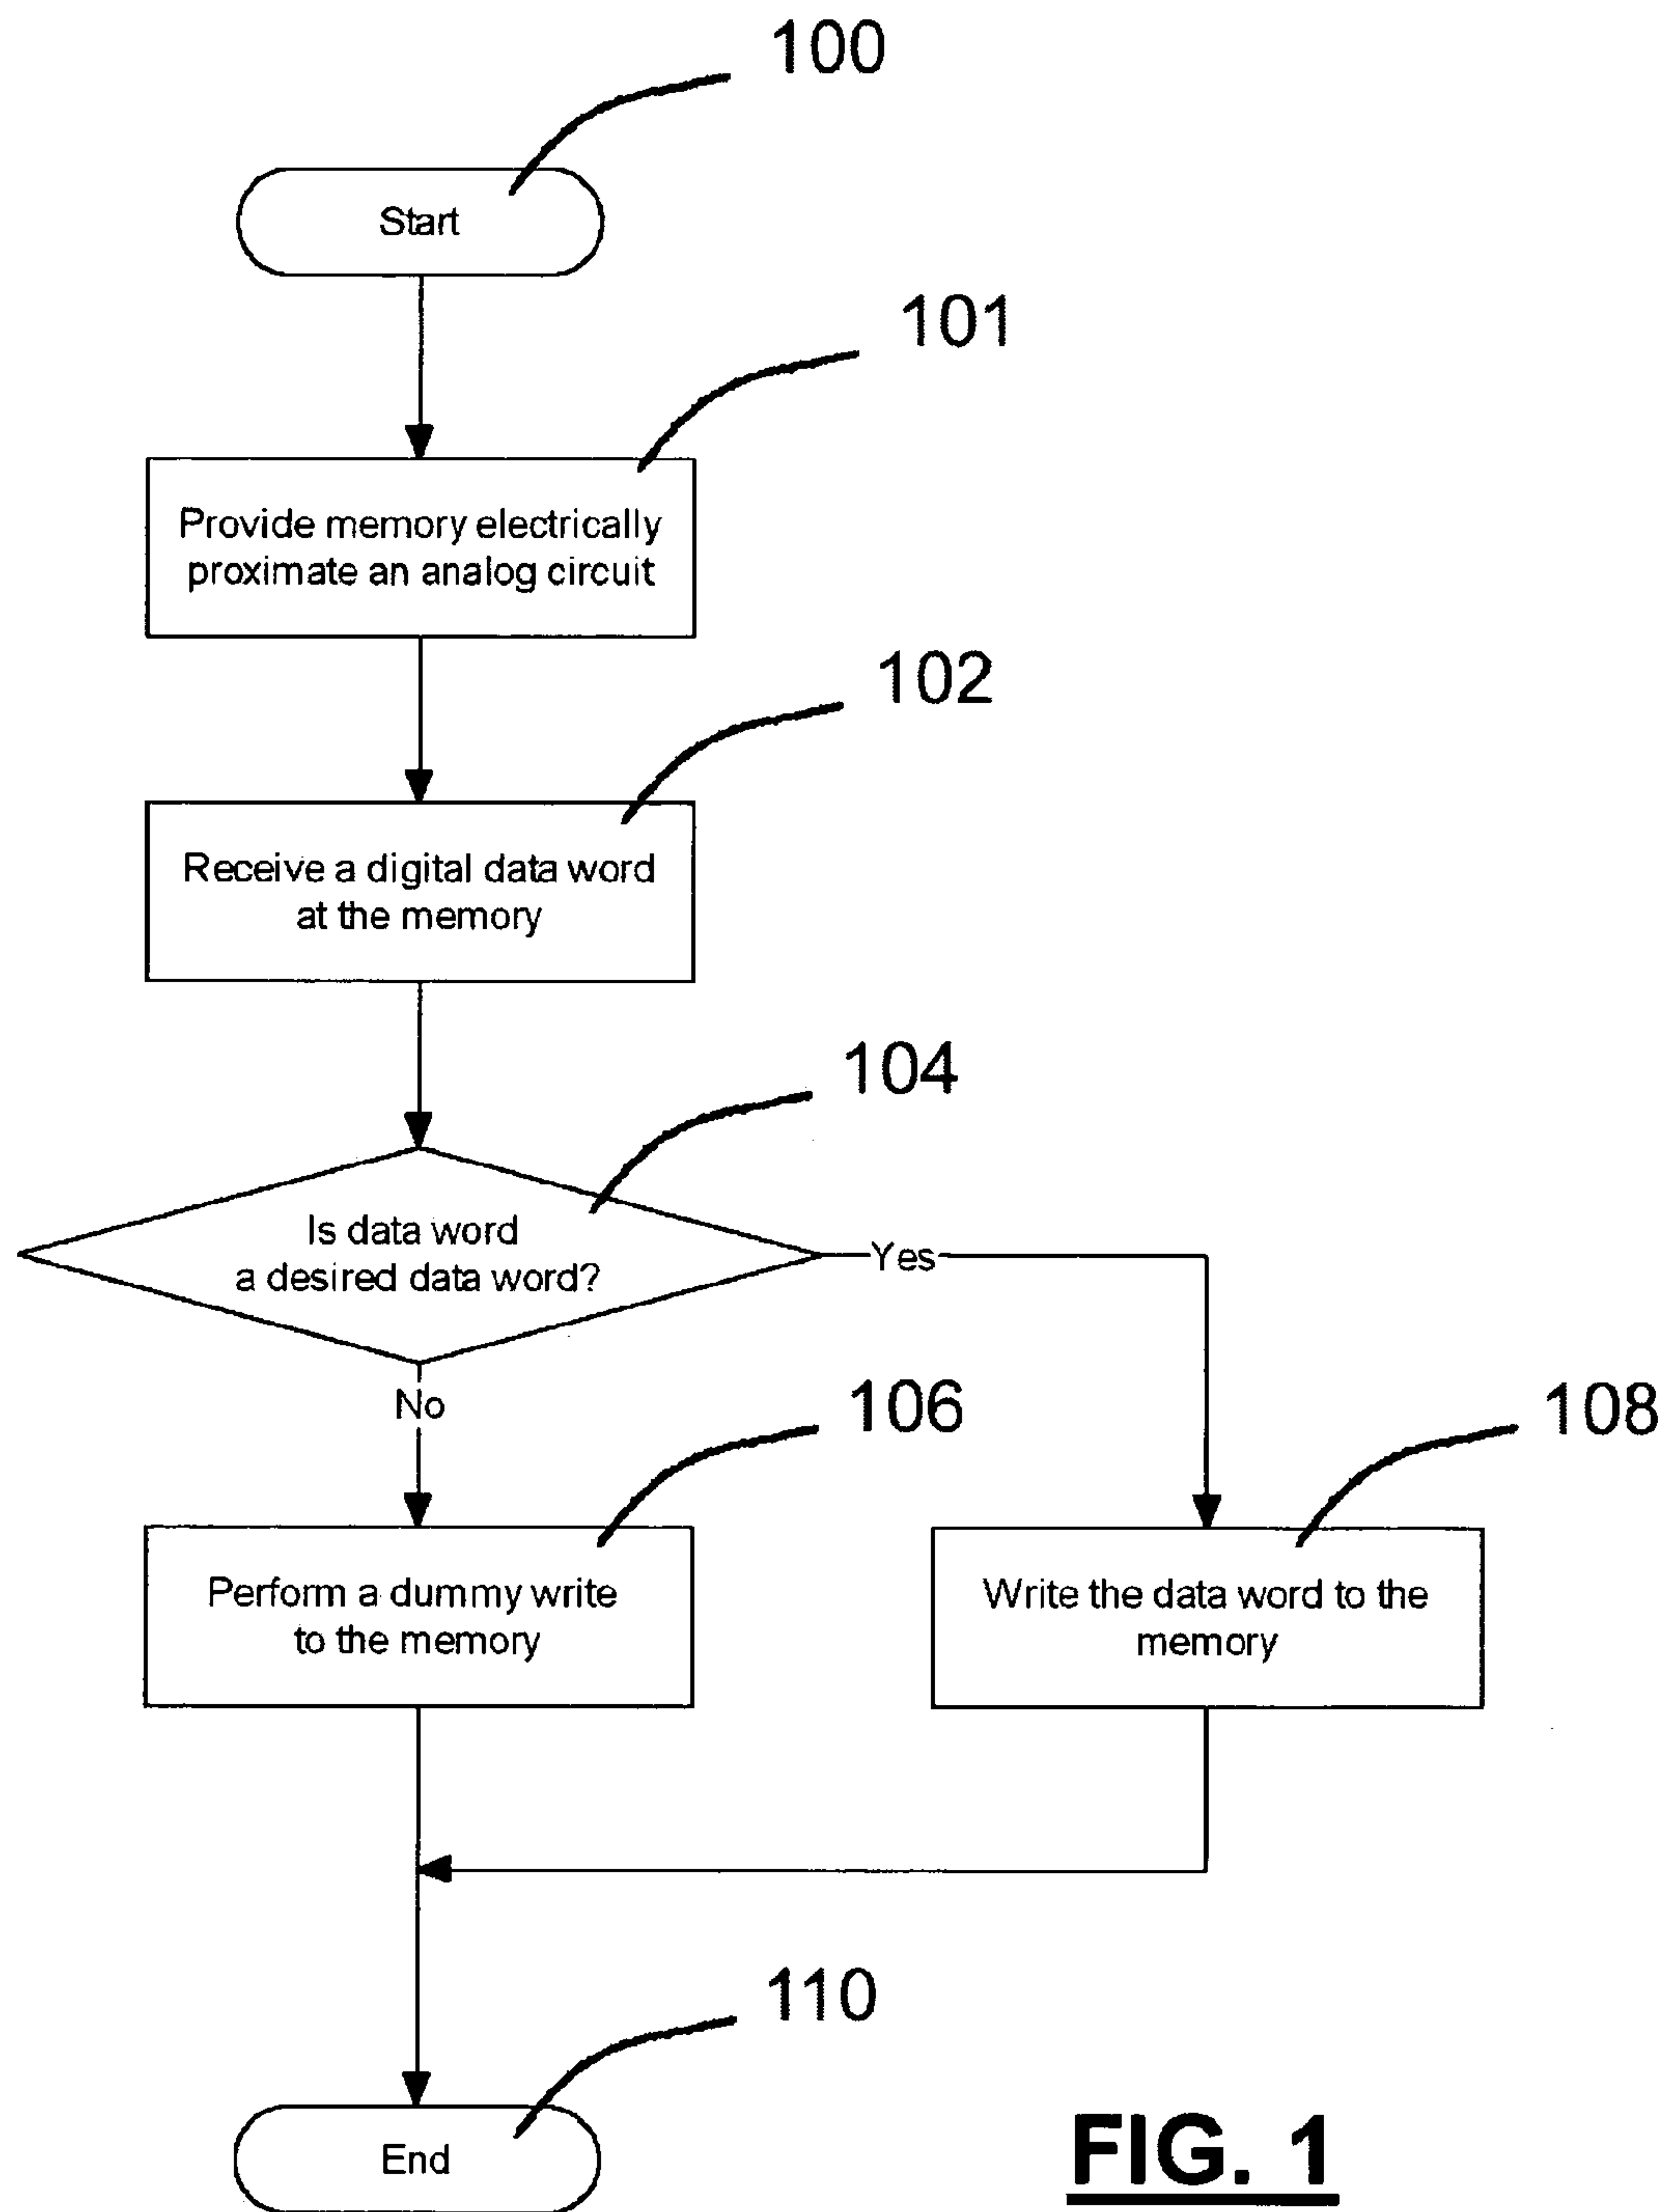 100
Start
101
Provide memory electrically
proximate an analog circuit
102
Receive a digital data word
at the memory
104
Is data word
a desired data word?
Yes
No
106
108
Perform a dummy write
to the memory
Write the data word to the
memory
110
End
FIG. 1